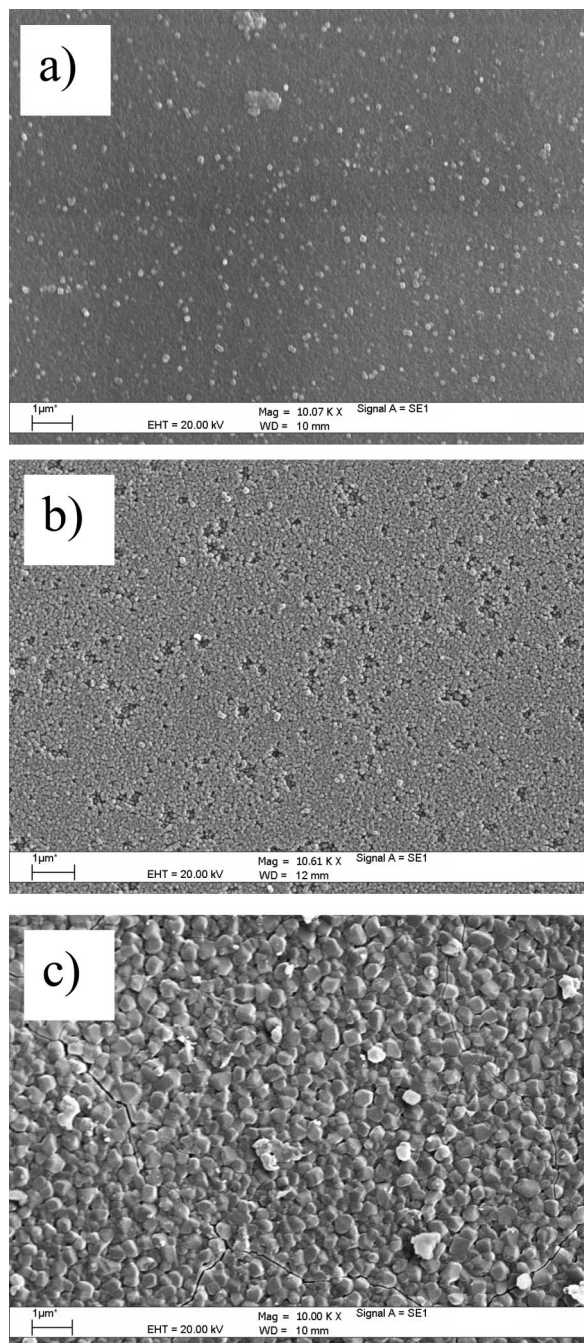 a)
1µm*
EHT = 20.00 kV
Mag = 10.07 K X
WD = 10 mm
Signal A = SE1
b)
1µm*
EHT = 20.00 kV
Mag = 10.61 K X
WD = 12 mm
Signal A = SE1
c)
1µm*
EHT = 20.00 kV
Mag = 10.00 K X
WD = 10 mm
Signal A = SE1